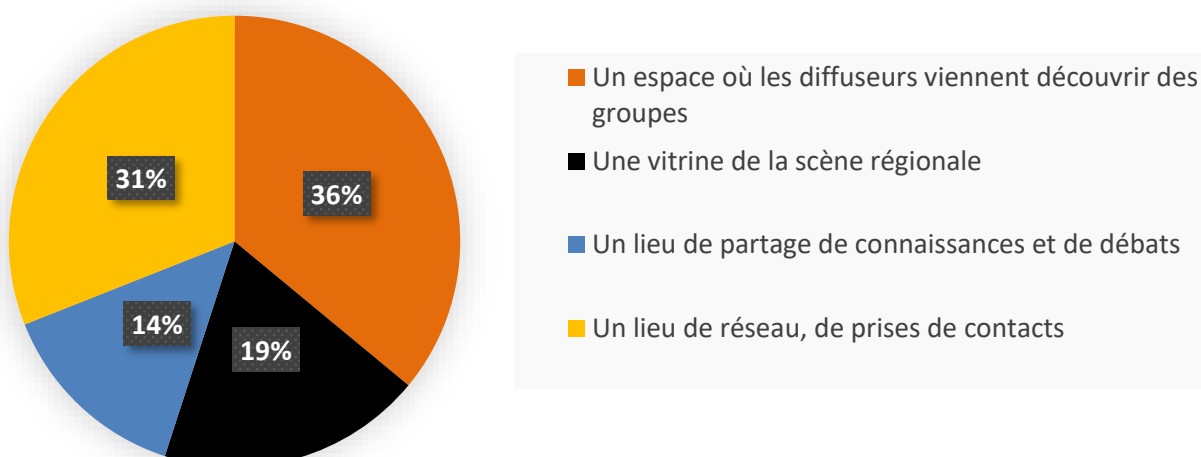 31%
36%
14%
19%
Un espace où les diffuseurs viennent découvrir des
groupes
Une vitrine de la scène régionale
Un lieu de partage de connaissances et de débats
Un lieu de réseau, de prises de contacts